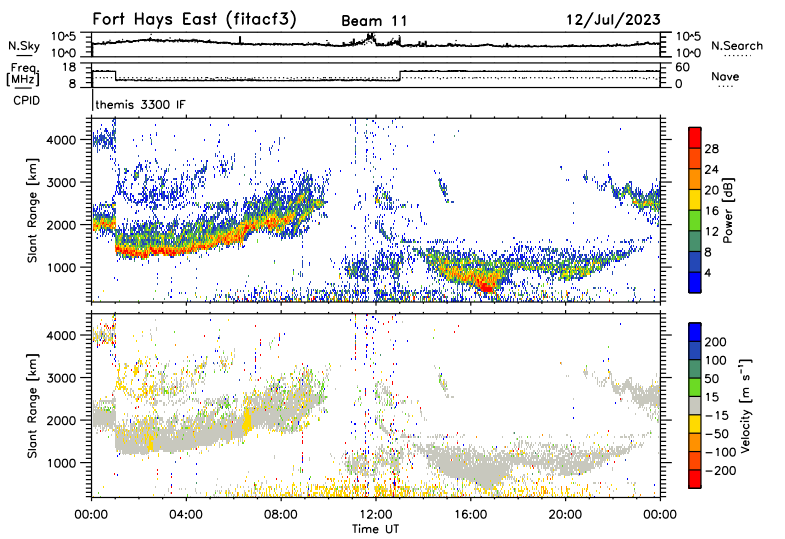 Fort Hays East (fitacf3) Beam 11 12/Jul/2023
N.Sky 10^5 10^0 10^5 10^0 N.Search
Freq. [MHz] 18 8 60 0 Nave
CPID themis 3300 IF
Slant Range [km] 4000 3000 2000 1000
Power [dB] 28 24 20 16 12 8 4
Slant Range [km] 4000 3000 2000 1000
Velocity [m s⁻¹] 200 100 50 15 −15 −50 −100 −200
00:00 04:00 08:00 12:00 16:00 20:00 00:00
Time UT